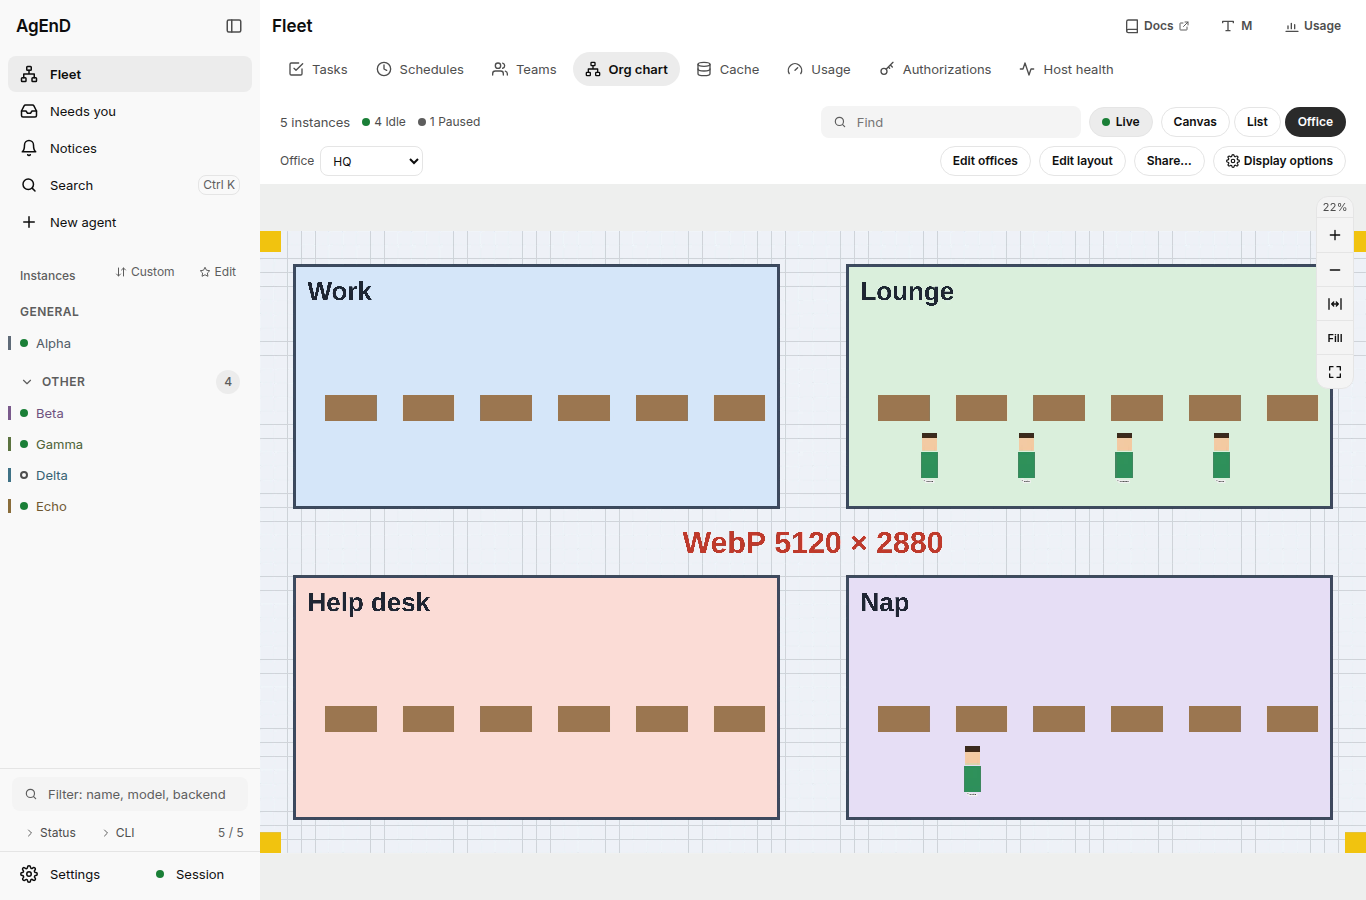 AgEnD
Fleet
Needs you
Notices
Search
Ctrl K
New agent
Instances
Custom
Edit
GENERAL
Alpha
OTHER
4
Beta
Gamma
Delta
Echo
Filter: name, model, backend
Status
CLI
5 / 5
Settings
Session
Fleet
Docs
M
Usage
Tasks
Schedules
Teams
Org chart
Cache
Usage
Authorizations
Host health
5 instances
4 Idle
1 Paused
Find
Live
Canvas
List
Office
Office
HQ
Edit offices
Edit layout
Share...
Display options
22%
Fill
Work
Lounge
WebP 5120 × 2880
Help desk
Nap